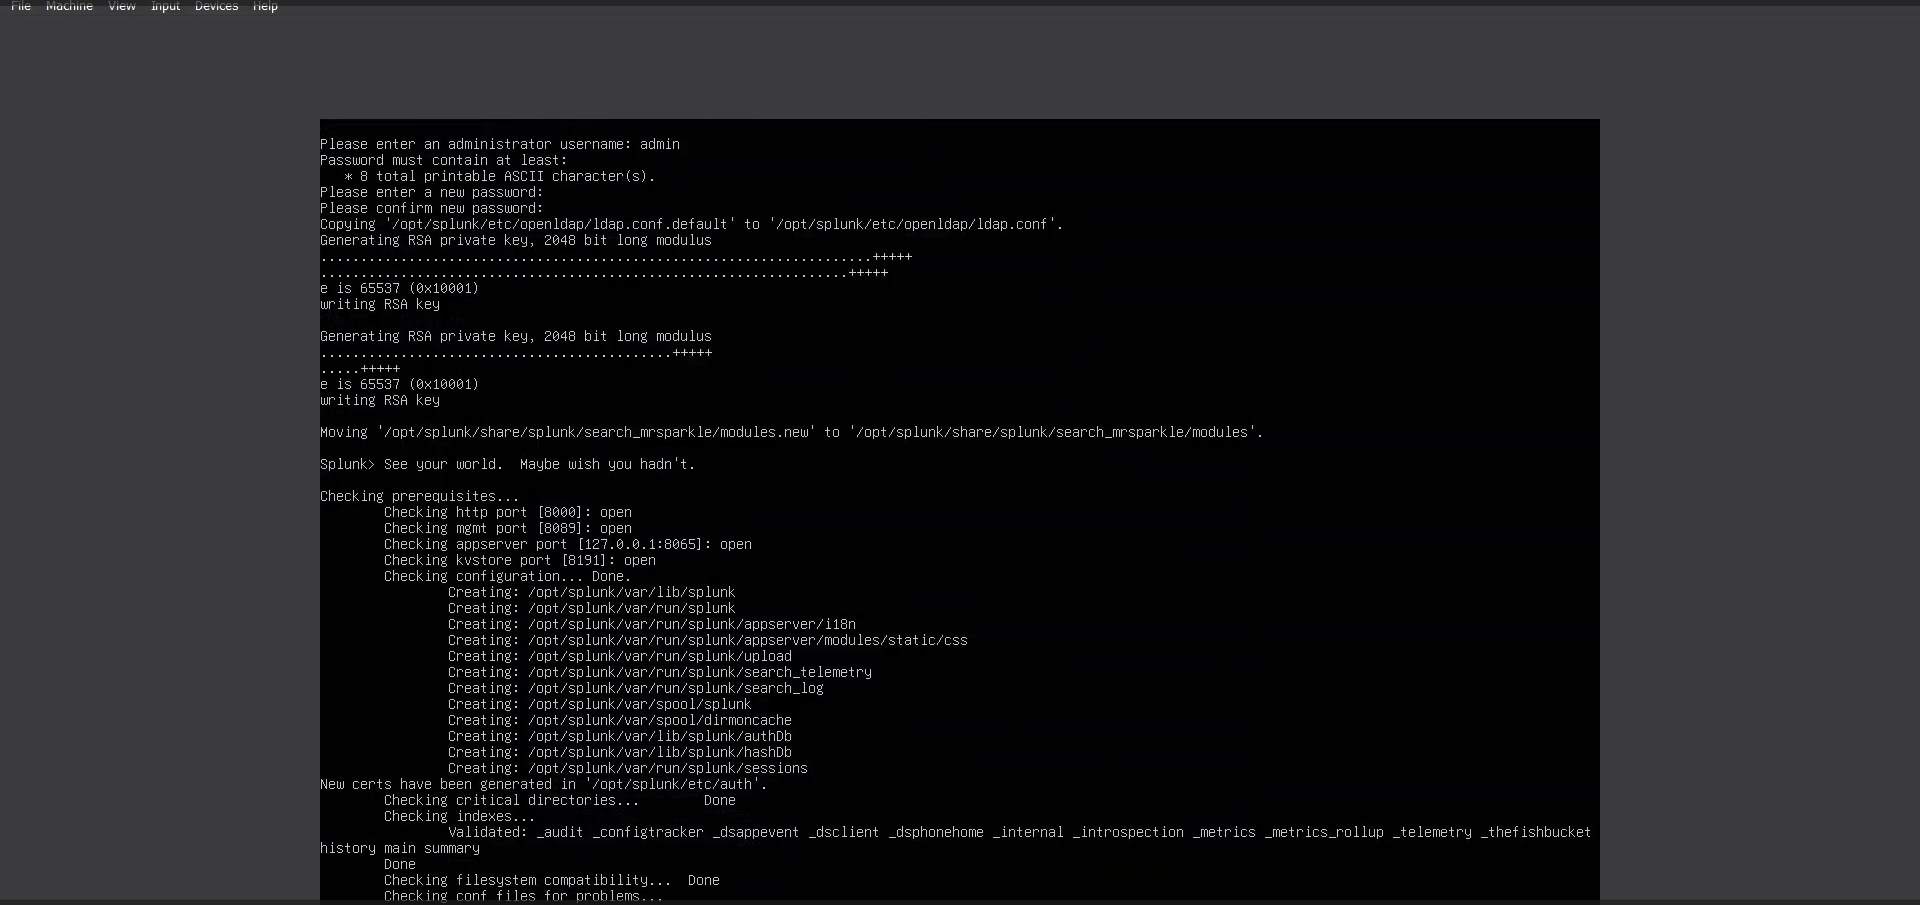 File Machine View Input Devices Help
Please enter an administrator username: admin
Password must contain at least:
* 8 total printable ASCII character(s).
Please enter a new password:
Please confirm new password:
Copying '/opt/splunk/etc/openldap/ldap.conf.default' to '/opt/splunk/etc/openldap/ldap.conf'.
Generating RSA private key, 2048 bit long modulus
.....................................................................+++++
..................................................................+++++
e is 65537 (0x10001)
writing RSA key
Generating RSA private key, 2048 bit long modulus
............................................+++++
.....+++++
e is 65537 (0x10001)
writing RSA key
Moving '/opt/splunk/share/splunk/search_mrsparkle/modules.new' to '/opt/splunk/share/splunk/search_mrsparkle/modules'.
Splunk> See your world.  Maybe wish you hadn't.
Checking prerequisites...
Checking http port [8000]: open
Checking mgmt port [8089]: open
Checking appserver port [127.0.0.1:8065]: open
Checking kvstore port [8191]: open
Checking configuration... Done.
Creating: /opt/splunk/var/lib/splunk
Creating: /opt/splunk/var/run/splunk
Creating: /opt/splunk/var/run/splunk/appserver/i18n
Creating: /opt/splunk/var/run/splunk/appserver/modules/static/css
Creating: /opt/splunk/var/run/splunk/upload
Creating: /opt/splunk/var/run/splunk/search_telemetry
Creating: /opt/splunk/var/run/splunk/search_log
Creating: /opt/splunk/var/spool/splunk
Creating: /opt/splunk/var/spool/dirmoncache
Creating: /opt/splunk/var/lib/splunk/authDb
Creating: /opt/splunk/var/lib/splunk/hashDb
Creating: /opt/splunk/var/run/splunk/sessions
New certs have been generated in '/opt/splunk/etc/auth'.
Checking critical directories... Done
Checking indexes...
Validated: _audit _configtracker _dsappevent _dsclient _dsphonehome _internal _introspection _metrics _metrics_rollup _telemetry _thefishbucket
history main summary
Done
Checking filesystem compatibility... Done
Checking conf files for problems...